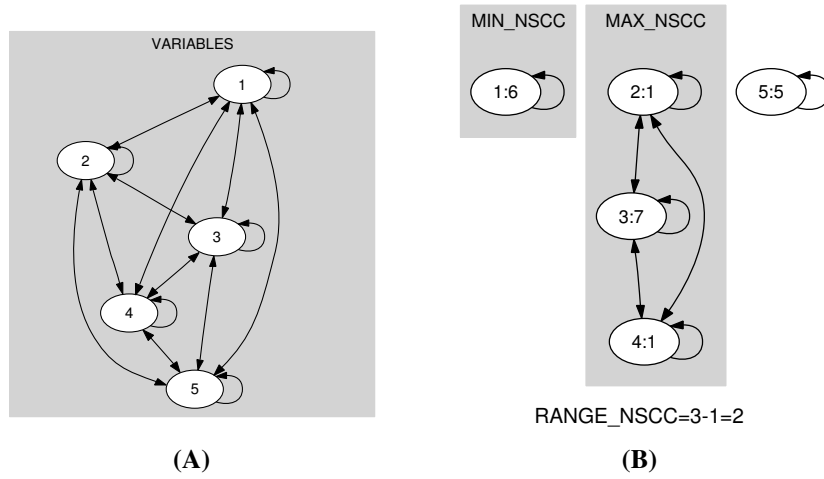 VARIABLES
1
2
3
4
5
(A)
MIN_NSCC
MAX_NSCC
1:6
2:1
5:5
3:7
4:1
RANGE_NSCC=3-1=2
(B)